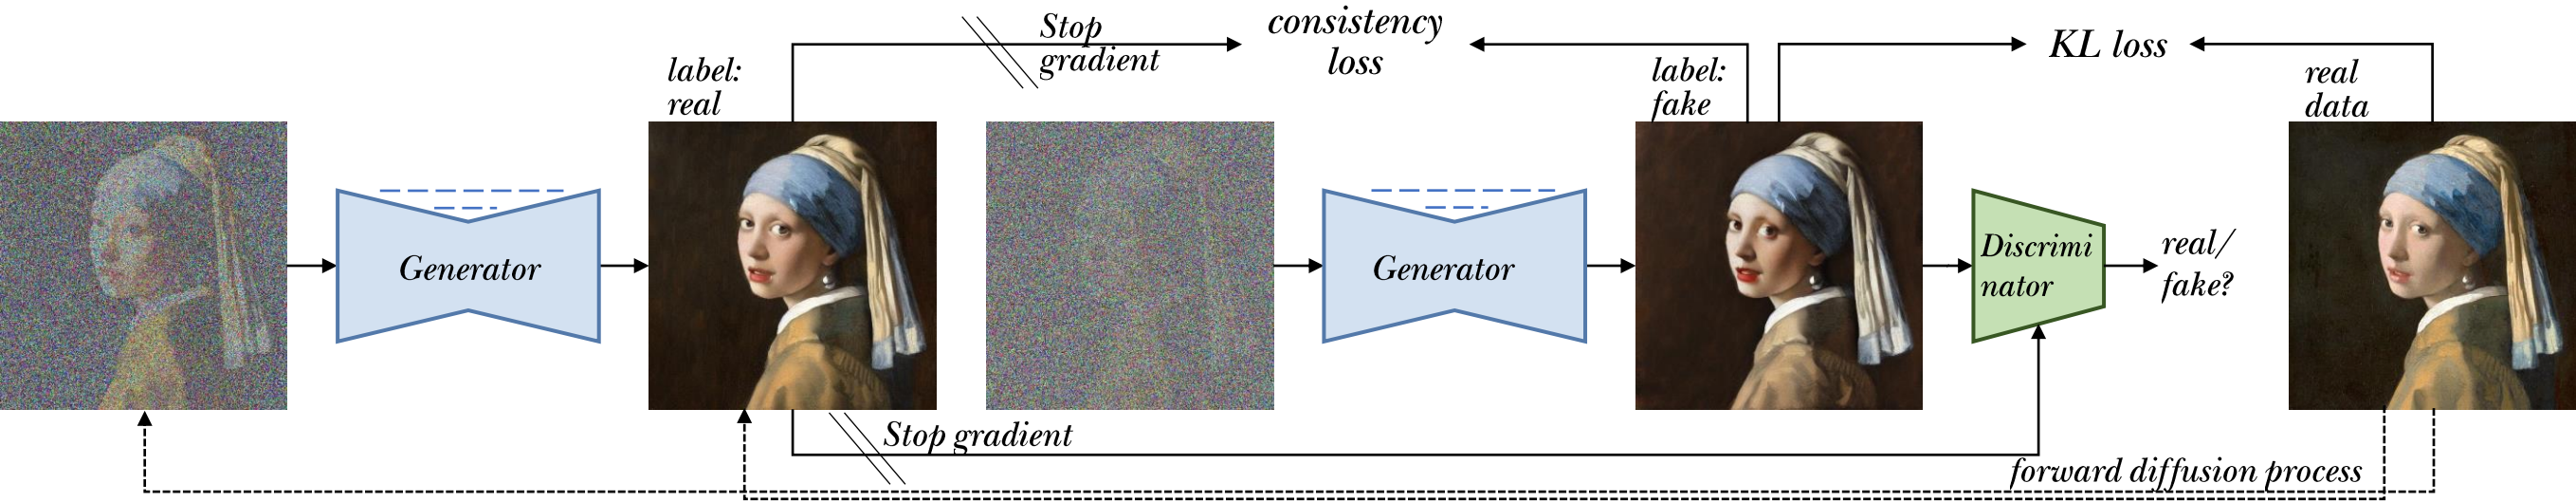 Stop
gradient
consistency
loss
KL loss
label:
real
label:
fake
real
data
Generator
Generator
Discrimi
nator
real/
fake?
Stop gradient
forward diffusion process